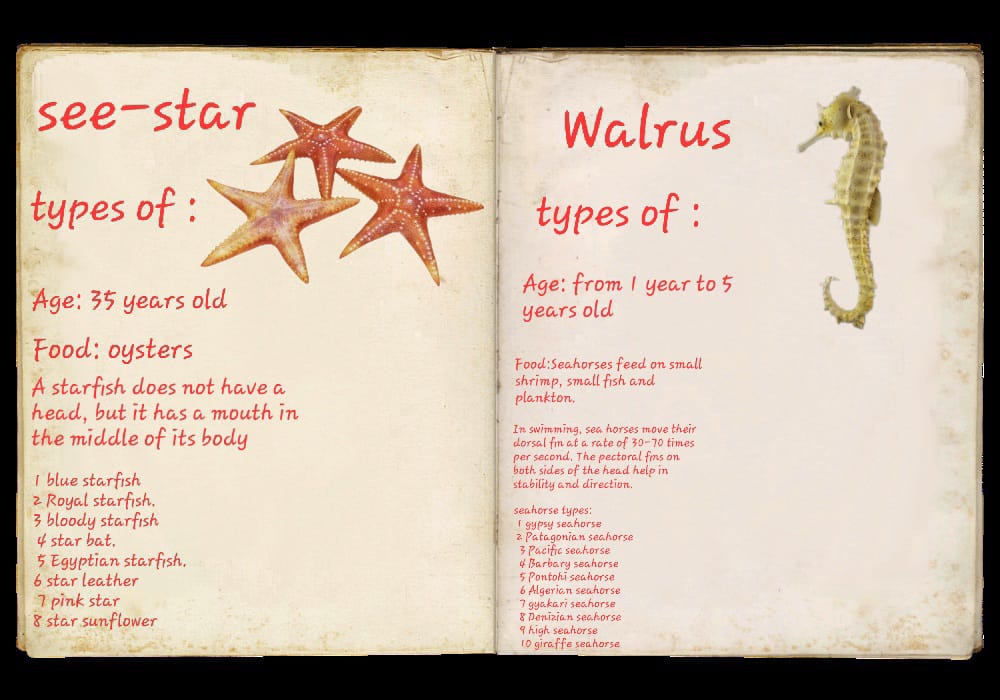 see-star
types of :
Age: 35 years old
Food: oysters
A starfish does not have a
head, but it has a mouth in
the middle of its body
1 blue starfish
2 Royal starfish.
3 bloody starfish
4 star bat.
5 Egyptian starfish.
6 star leather
7 pink star
8 star sunflower
Walrus
types of :
Age: from 1 year to 5
years old
Food:Seahorses feed on small
shrimp, small fish and
plankton.
In swimming, sea horses move their
dorsal fin at a rate of 30-70 times
per second. The pectoral fins on
both sides of the head help in
stability and direction.
seahorse types:
1 gypsy seahorse
2 Patagonian seahorse
3 Pacific seahorse
4 Barbary seahorse
5 Pontohi seahorse
6 Algerian seahorse
7 gyakari seahorse
8 Denizian seahorse
9 high seahorse
10 giraffe seahorse